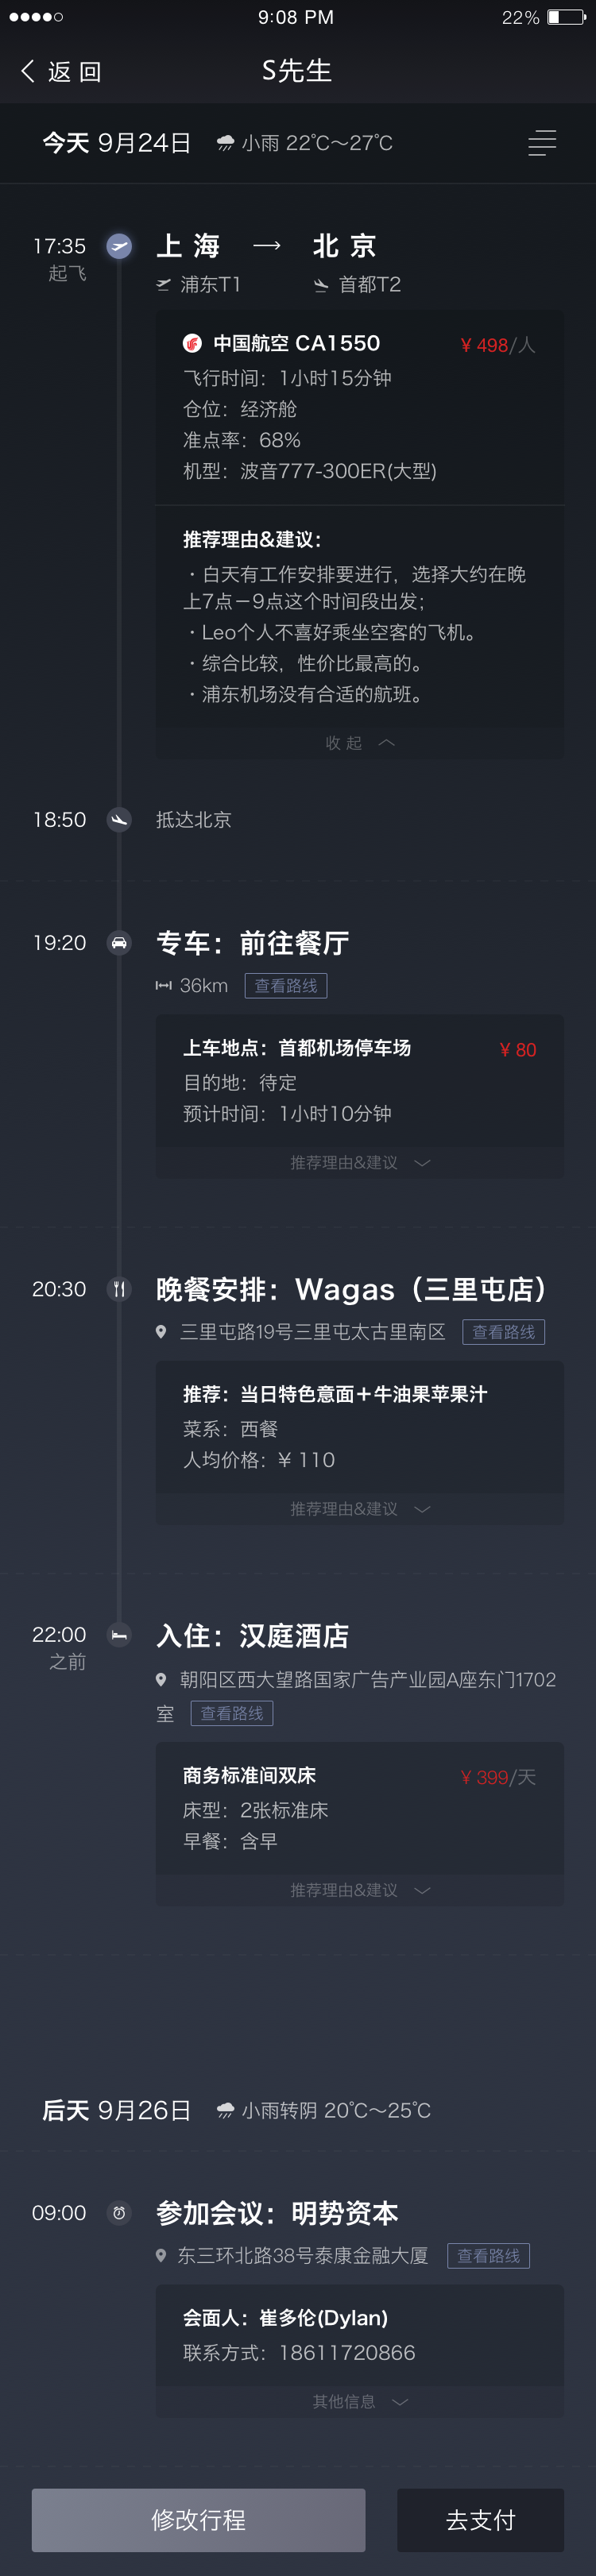 9:08 PM 22%
返 回 S先生
今天 9月24日 小雨 22℃～27℃
17:35 上 海 北 京
起飞 浦东T1 首都T2
中国航空 CA1550 ¥ 498/人
飞行时间：1小时15分钟
仓位：经济舱
准点率：68%
机型：波音777-300ER(大型)
推荐理由&建议：
· 白天有工作安排要进行，选择大约在晚
上7点－9点这个时间段出发；
· Leo个人不喜好乘坐空客的飞机。
· 综合比较，性价比最高的。
· 浦东机场没有合适的航班。
收 起
18:50 抵达北京
19:20 专车：前往餐厅
36km 查看路线
上车地点：首都机场停车场 ¥ 80
目的地：待定
预计时间：1小时10分钟
推荐理由&建议
20:30 晚餐安排：Wagas（三里屯店）
三里屯路19号三里屯太古里南区 查看路线
推荐：当日特色意面＋牛油果苹果汁
菜系：西餐
人均价格：¥ 110
推荐理由&建议
22:00 入住：汉庭酒店
之前
朝阳区西大望路国家广告产业园A座东门1702
室 查看路线
商务标准间双床 ¥ 399/天
床型：2张标准床
早餐：含早
推荐理由&建议
后天 9月26日 小雨转阴 20℃～25℃
09:00 参加会议：明势资本
东三环北路38号泰康金融大厦 查看路线
会面人：崔多伦(Dylan)
联系方式：18611720866
其他信息
修改行程 去支付